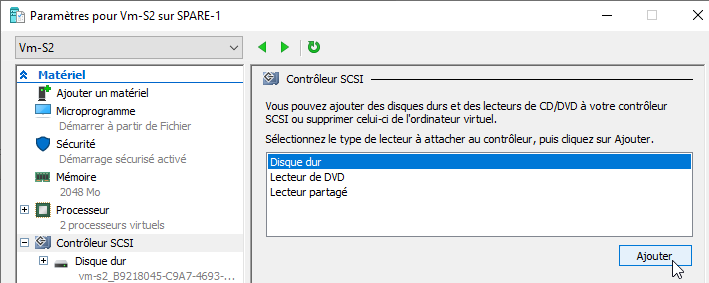 Paramètres pour Vm-S2 sur SPARE-1
Vm-S2
Matériel
Ajouter un matériel
Microprogramme
Démarrer à partir de Fichier
Sécurité
Démarrage sécurisé activé
Mémoire
2048 Mo
Processeur
2 processeurs virtuels
Contrôleur SCSI
Disque dur
vm-s2_B9218045-C9A7-4693-...
Contrôleur SCSI
Vous pouvez ajouter des disques durs et des lecteurs de CD/DVD à votre contrôleur
SCSI ou supprimer celui-ci de l'ordinateur virtuel.
Sélectionnez le type de lecteur à attacher au contrôleur, puis cliquez sur Ajouter.
Disque dur
Lecteur de DVD
Lecteur partagé
Ajouter